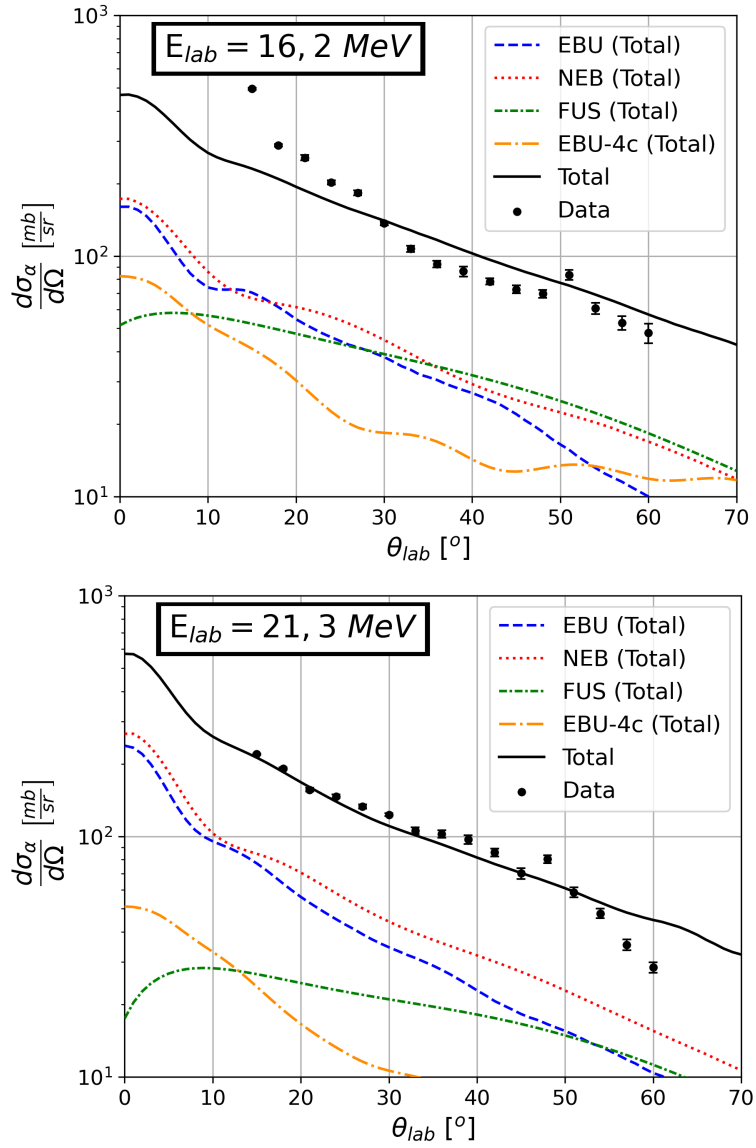 E_lab = 16, 2 MeV
EBU (Total)
NEB (Total)
FUS (Total)
EBU-4c (Total)
Total
Data
10^3
10^2
10^1
dσ_α/dΩ [mb/sr]
0 10 20 30 40 50 60 70
θ_lab [°]
E_lab = 21, 3 MeV
EBU (Total)
NEB (Total)
FUS (Total)
EBU-4c (Total)
Total
Data
10^3
10^2
10^1
dσ_α/dΩ [mb/sr]
0 10 20 30 40 50 60 70
θ_lab [°]